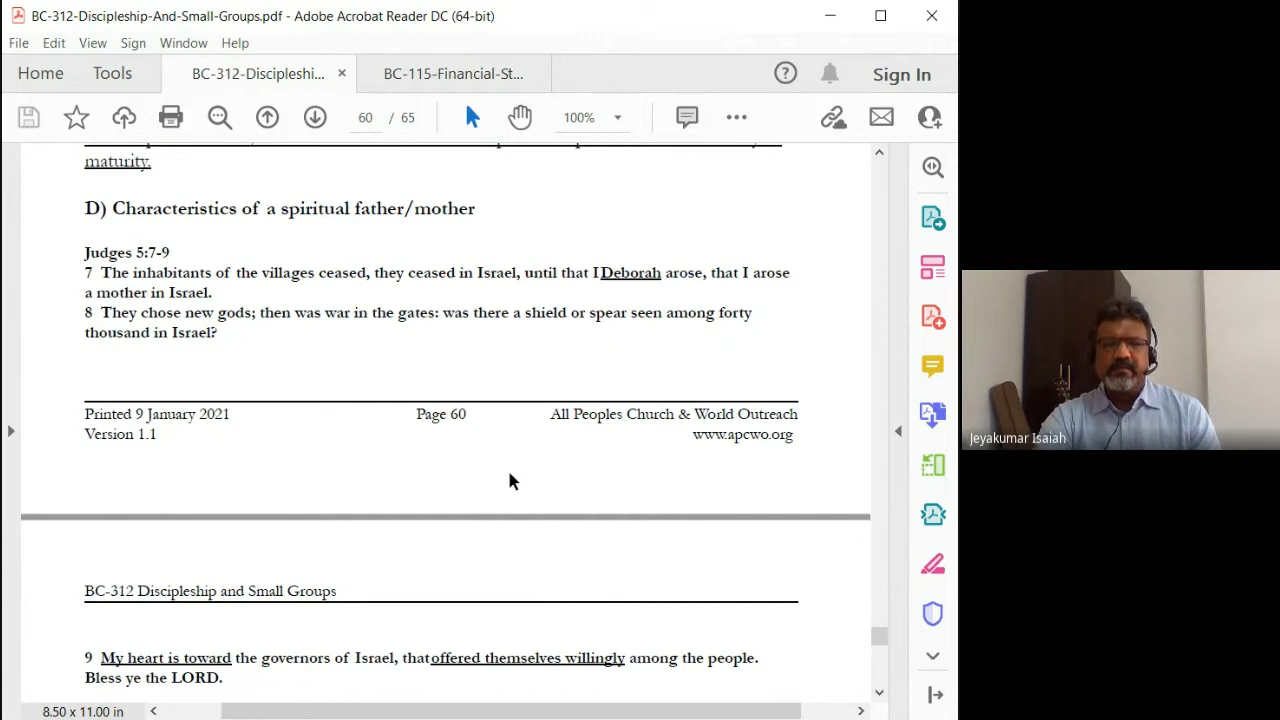 BC-312-Discipleship-And-Small-Groups.pdf - Adobe Acrobat Reader DC (64-bit)
File Edit View Sign Window Help
Home Tools BC-312-Discipleshi... × BC-115-Financial-St... Sign In
60 / 65 100%
maturity.
D) Characteristics of a spiritual father/mother
Judges 5:7-9
7 The inhabitants of the villages ceased, they ceased in Israel, until that I Deborah arose, that I arose
a mother in Israel.
8 They chose new gods; then was war in the gates: was there a shield or spear seen among forty
thousand in Israel?
Printed 9 January 2021 Page 60 All Peoples Church & World Outreach
Version 1.1 www.apcwo.org
BC-312 Discipleship and Small Groups
9 My heart is toward the governors of Israel, that offered themselves willingly among the people.
Bless ye the LORD.
8.50 x 11.00 in
Jeyakumar Isaiah